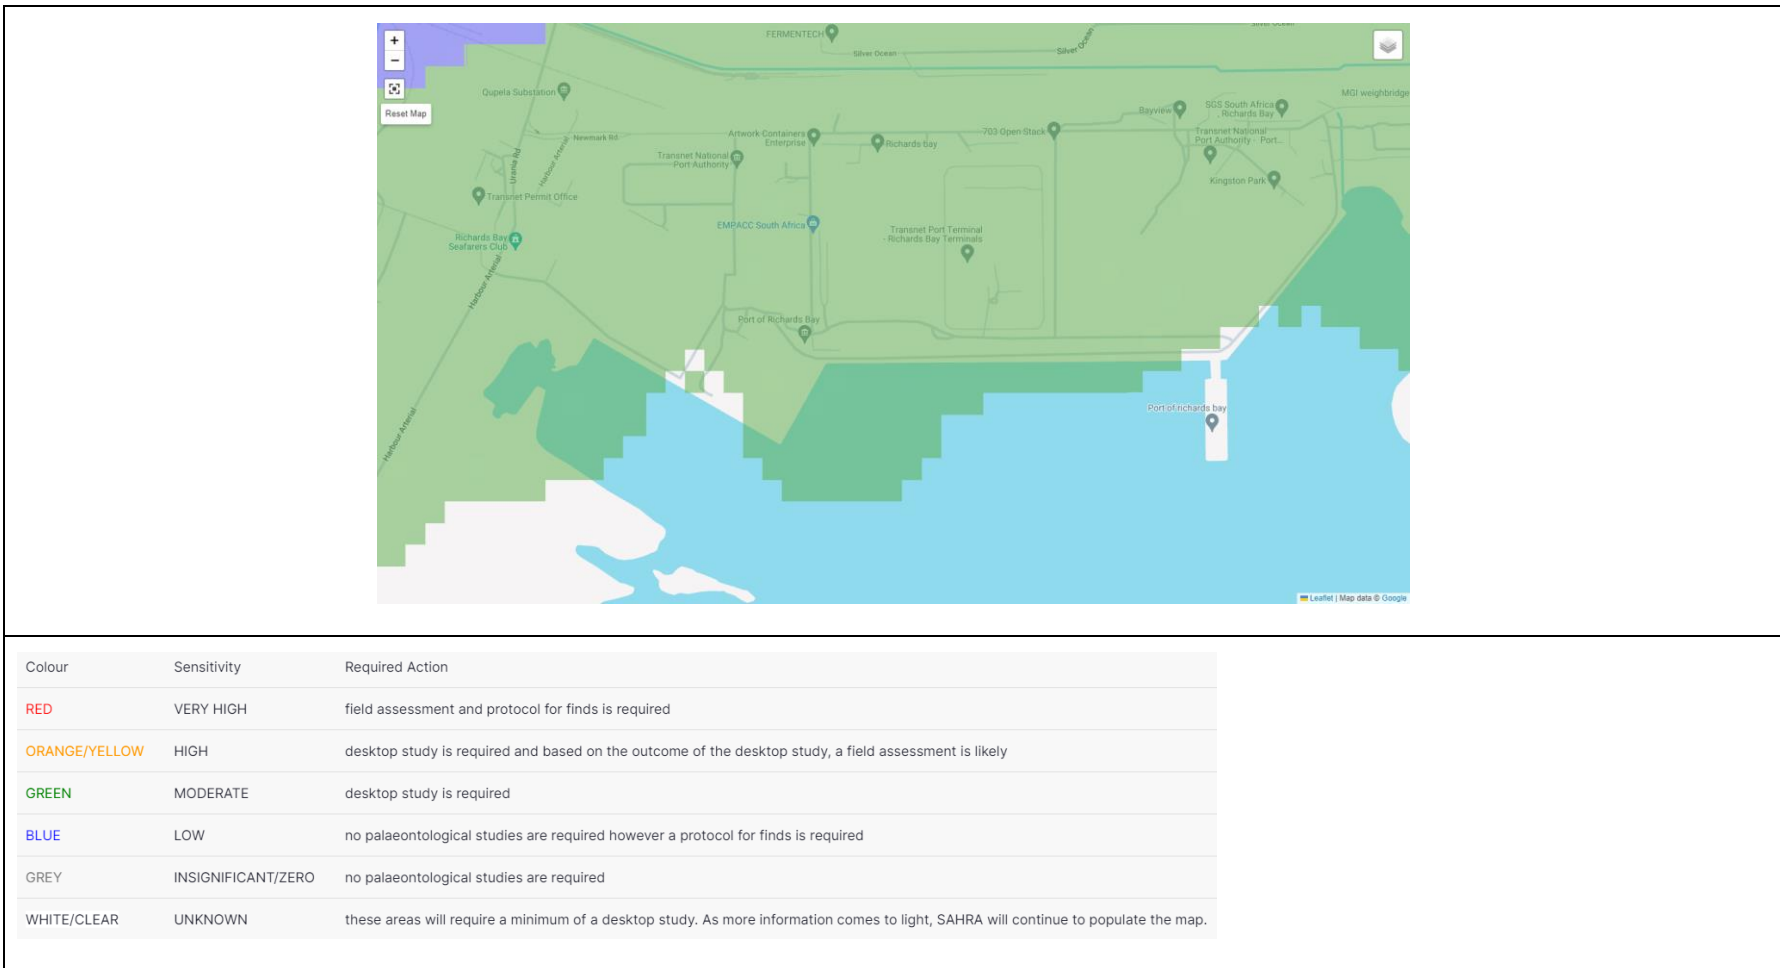 Silver Ocean
FERMENTECH
Silver Ocean
Silver Ocean
+
−
Reset Map
Qupela Substation
MGI weighbridge
Bayview
SGS South Africa
, Richards Bay
Newmark Rd
Urania Rd
Harbour Arterial
Artwork Containers
Enterprise
Richards bay
703 Open Stack
Transnet National
Port Authority - Port...
Transnet National
Port Authority
Kingston Park
Transnet Permit Office
EMPACC South Africa
Transnet Port Terminal
- Richards Bay Terminals
Richards Bay
Seafarers Club
Harbour Arterial
Port of Richards Bay
Port of richards bay
Harbour Arterial
Leaflet | Map data © Google
Colour Sensitivity Required Action
RED VERY HIGH field assessment and protocol for finds is required
ORANGE/YELLOW HIGH desktop study is required and based on the outcome of the desktop study, a field assessment is likely
GREEN MODERATE desktop study is required
BLUE LOW no palaeontological studies are required however a protocol for finds is required
GREY INSIGNIFICANT/ZERO no palaeontological studies are required
WHITE/CLEAR UNKNOWN these areas will require a minimum of a desktop study. As more information comes to light, SAHRA will continue to populate the map.